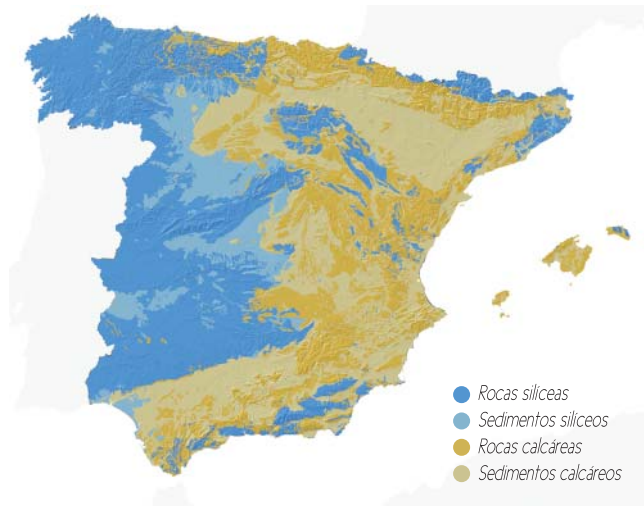 Rocas silíceas
Sedimentos silíceos
Rocas calcáreas
Sedimentos calcáreos